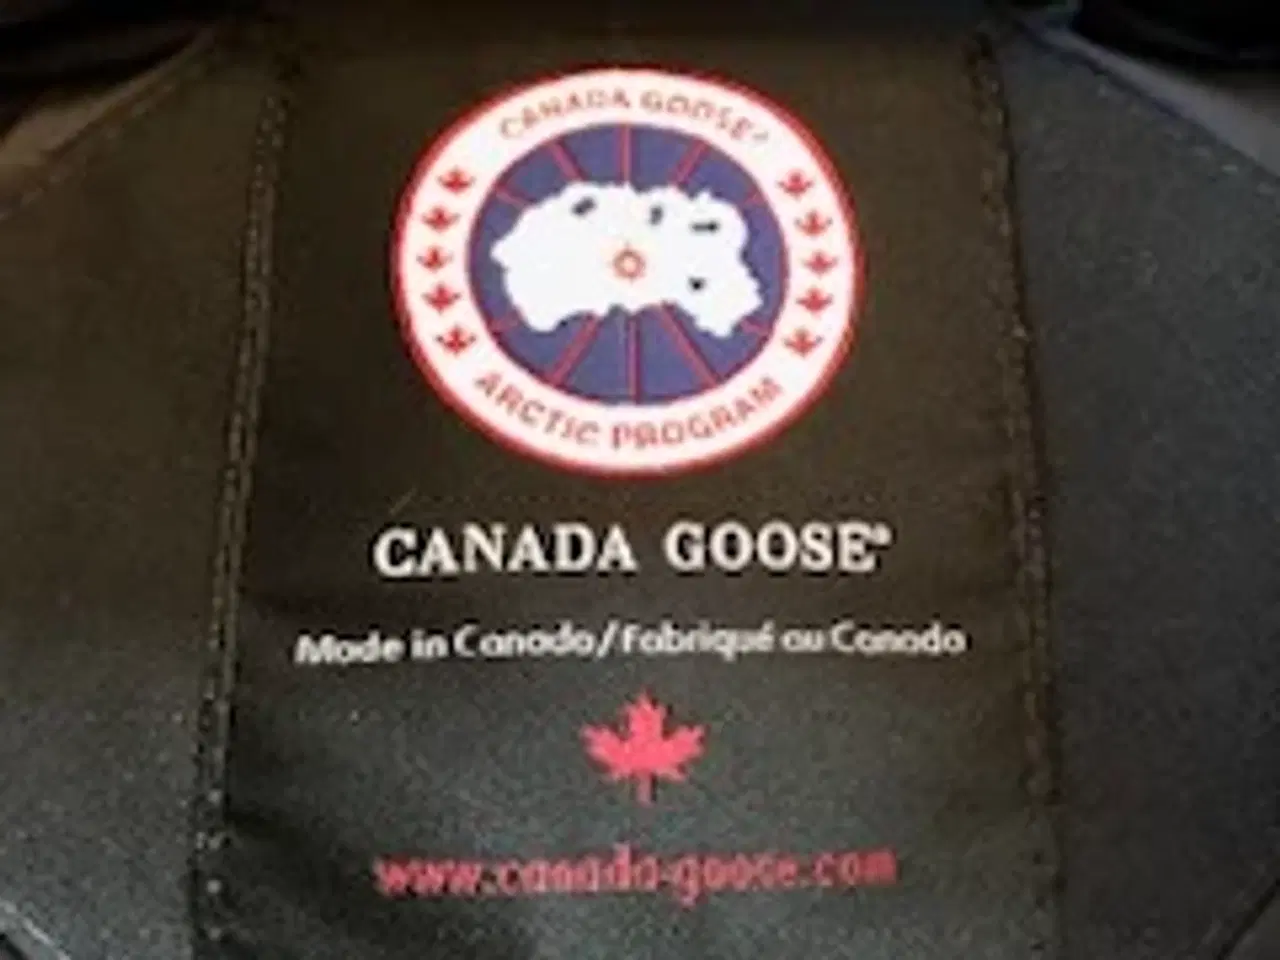 CANADA GOOSE®
ARCTIC PROGRAM
CANADA GOOSE®
Made in Canada/Fabriqué au Canada
www.canada-goose.com